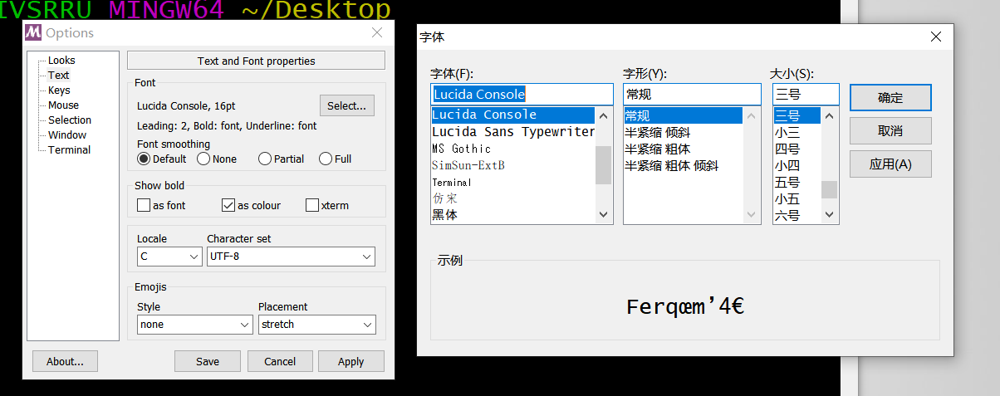 IVSRRU MINGW64 ~/Desktop
Options
Looks
Text
Keys
Mouse
Selection
Window
Terminal
Text and Font properties
Font
Lucida Console, 16pt
Select...
Leading: 2, Bold: font, Underline: font
Font smoothing
Default None Partial Full
Show bold
as font as colour xterm
Locale Character set
C UTF-8
Emojis
Style Placement
none stretch
About... Save Cancel Apply
字体
字体(F):
Lucida Console
Lucida Console
Lucida Sans Typewriter
MS Gothic
SimSun-ExtB
Terminal
仿宋
黑体
字形(Y):
常规
常规
半紧缩 倾斜
半紧缩 粗体
半紧缩 粗体 倾斜
大小(S):
三号
三号
小三
四号
小四
五号
小五
六号
确定
取消
应用(A)
示例
Ferqœm’4€